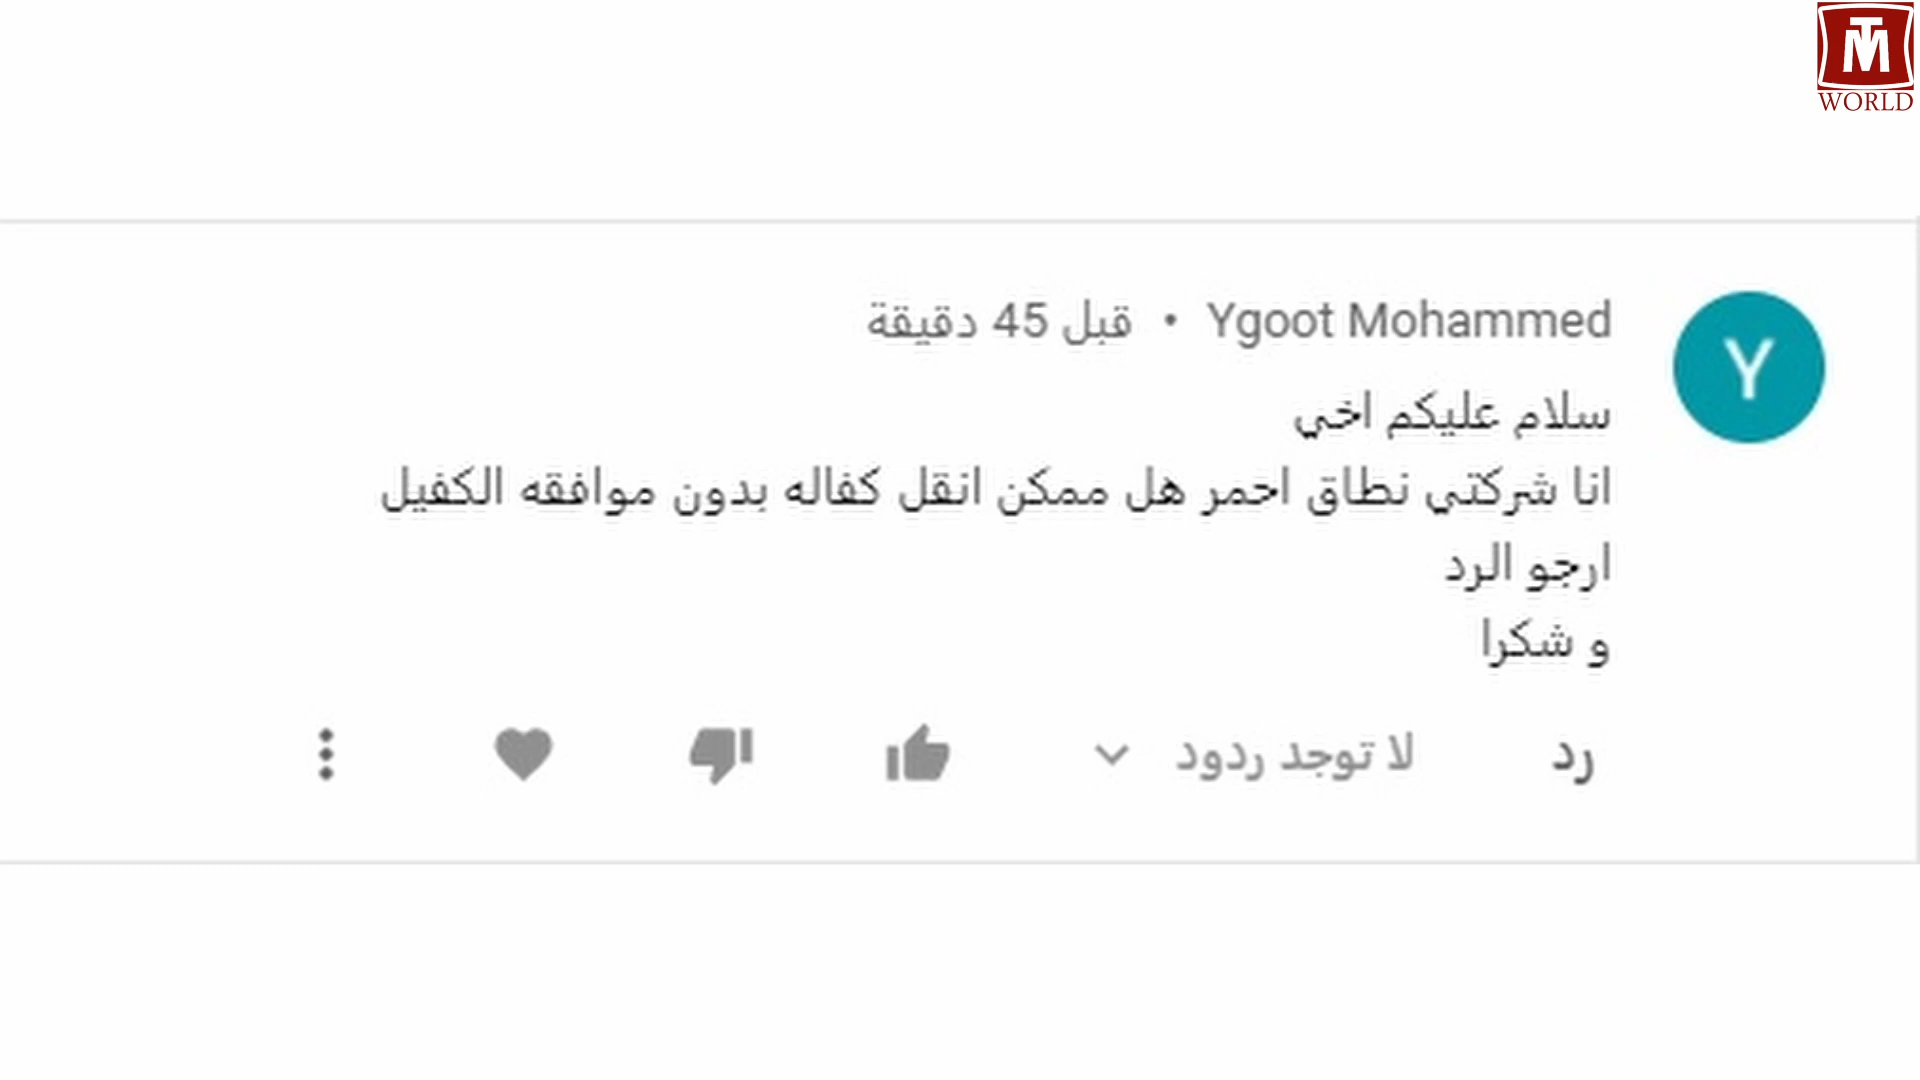 TM
WORLD
Ygoot Mohammed • قبل 45 دقيقة
Y
سلام عليكم اخي
انا شركتي نطاق احمر هل ممكن انقل كفاله بدون موافقه الكفيل
ارجو الرد
و شكرا
رد لا توجد ردود